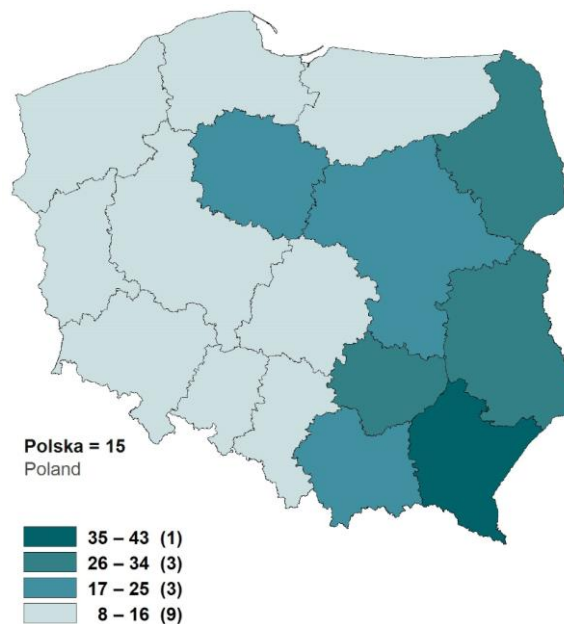 Polska = 15
Poland
35 – 43 (1)
26 – 34 (3)
17 – 25 (3)
8 – 16 (9)